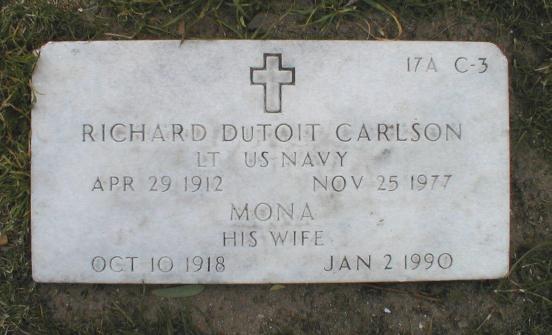 17A C-3
RICHARD DuTOIT CARLSON
LT US NAVY
APR 29 1912 NOV 25 1977
MONA
HIS WIFE
OCT 10 1918 JAN 2 1990